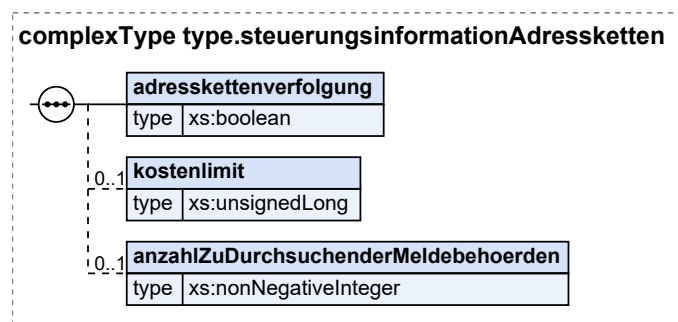 complexType type.steuerungsinformationAdressketten
adresskettenverfolgung
type xs:boolean
0..1 kostenlimit
type xs:unsignedLong
0..1 anzahlZuDurchsuchenderMeldebehoerden
type xs:nonNegativeInteger